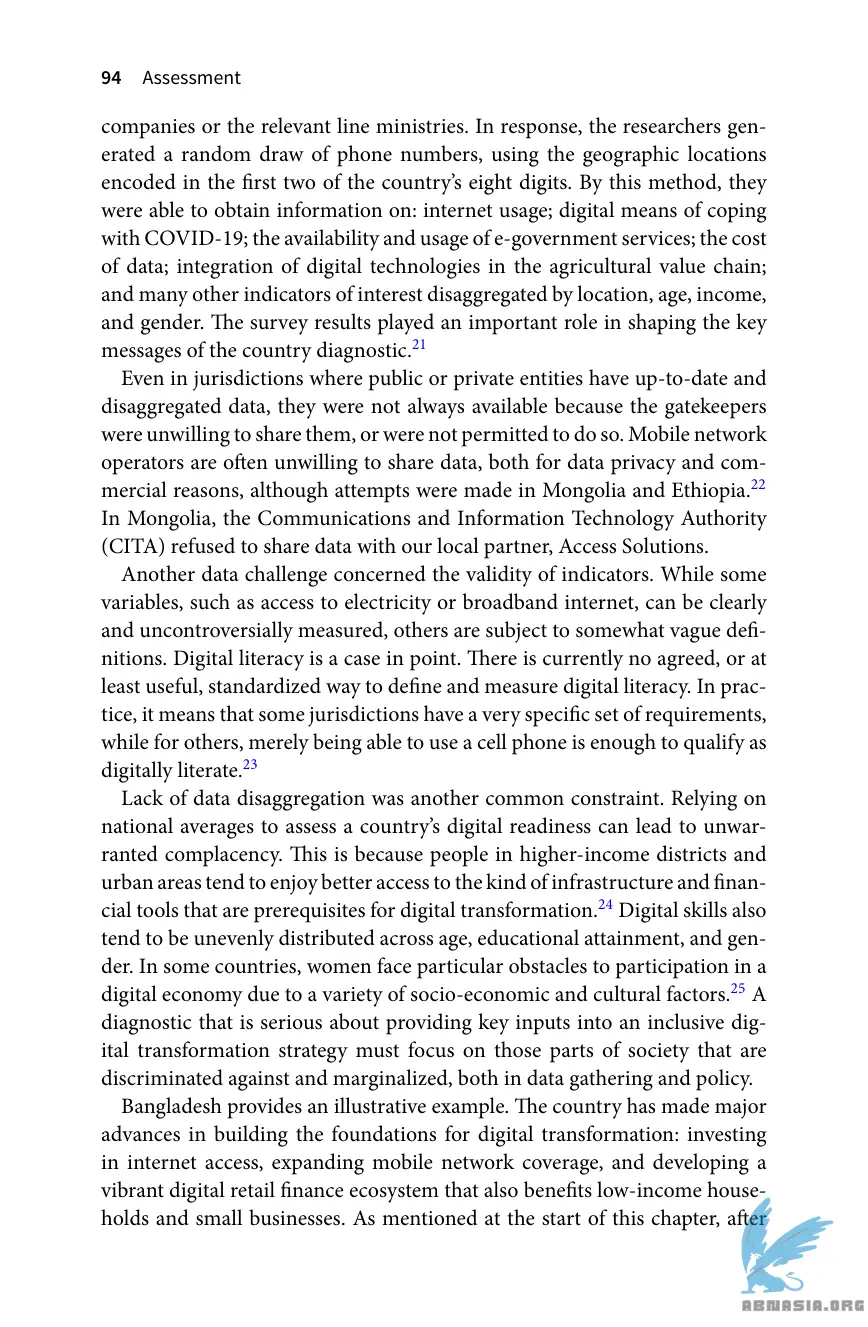 94 Assessment
companies or the relevant line ministries. In response, the researchers gen-
erated a random draw of phone numbers, using the geographic locations
encoded in the first two of the country’s eight digits. By this method, they
were able to obtain information on: internet usage; digital means of coping
with COVID-19; the availability and usage of e-government services; the cost
of data; integration of digital technologies in the agricultural value chain;
and many other indicators of interest disaggregated by location, age, income,
and gender. The survey results played an important role in shaping the key
messages of the country diagnostic.21
Even in jurisdictions where public or private entities have up-to-date and
disaggregated data, they were not always available because the gatekeepers
were unwilling to share them, or were not permitted to do so. Mobile network
operators are often unwilling to share data, both for data privacy and com-
mercial reasons, although attempts were made in Mongolia and Ethiopia.22
In Mongolia, the Communications and Information Technology Authority
(CITA) refused to share data with our local partner, Access Solutions.
Another data challenge concerned the validity of indicators. While some
variables, such as access to electricity or broadband internet, can be clearly
and uncontroversially measured, others are subject to somewhat vague defi-
nitions. Digital literacy is a case in point. There is currently no agreed, or at
least useful, standardized way to define and measure digital literacy. In prac-
tice, it means that some jurisdictions have a very specific set of requirements,
while for others, merely being able to use a cell phone is enough to qualify as
digitally literate.23
Lack of data disaggregation was another common constraint. Relying on
national averages to assess a country’s digital readiness can lead to unwar-
ranted complacency. This is because people in higher-income districts and
urban areas tend to enjoy better access to the kind of infrastructure and finan-
cial tools that are prerequisites for digital transformation.24 Digital skills also
tend to be unevenly distributed across age, educational attainment, and gen-
der. In some countries, women face particular obstacles to participation in a
digital economy due to a variety of socio-economic and cultural factors.25 A
diagnostic that is serious about providing key inputs into an inclusive dig-
ital transformation strategy must focus on those parts of society that are
discriminated against and marginalized, both in data gathering and policy.
Bangladesh provides an illustrative example. The country has made major
advances in building the foundations for digital transformation: investing
in internet access, expanding mobile network coverage, and developing a
vibrant digital retail finance ecosystem that also benefits low-income house-
holds and small businesses. As mentioned at the start of this chapter, after
ABNASIA.ORG